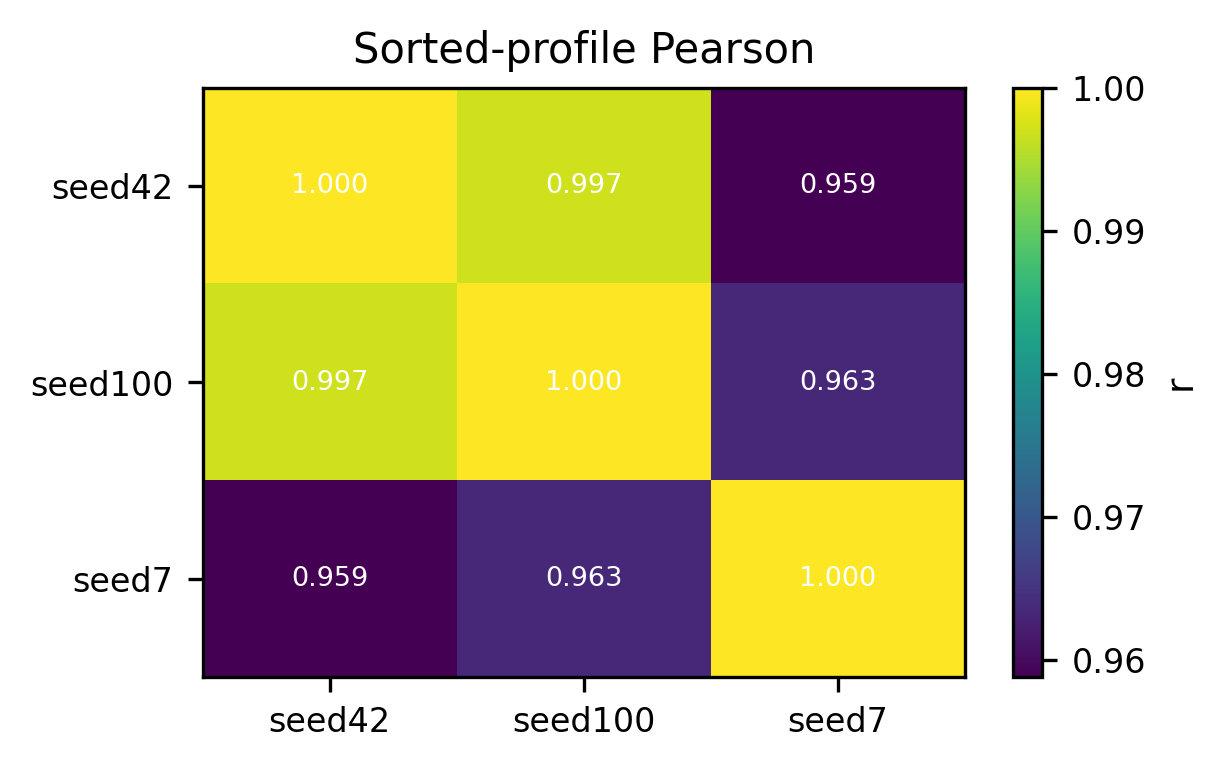 Sorted-profile Pearson
seed42 1.000 0.997 0.959
seed100 0.997 1.000 0.963
seed7 0.959 0.963 1.000
seed42 seed100 seed7
1.00
0.99
0.98
0.97
0.96
r